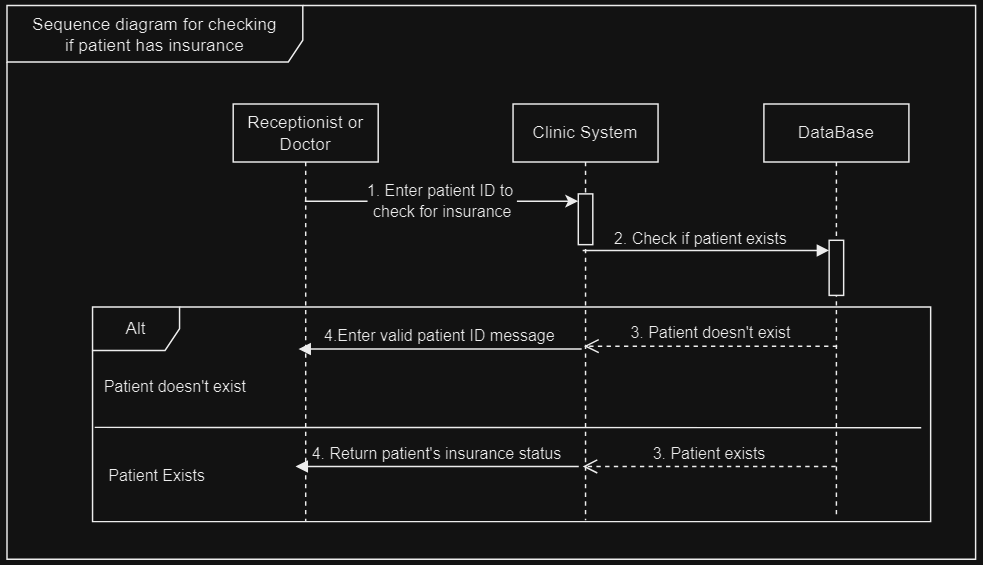 Sequence diagram for checking
if patient has insurance
Receptionist or
Doctor
Clinic System
DataBase
1. Enter patient ID to
check for insurance
2. Check if patient exists
Alt
4.Enter valid patient ID message
3. Patient doesn't exist
Patient doesn't exist
4. Return patient's insurance status
3. Patient exists
Patient Exists